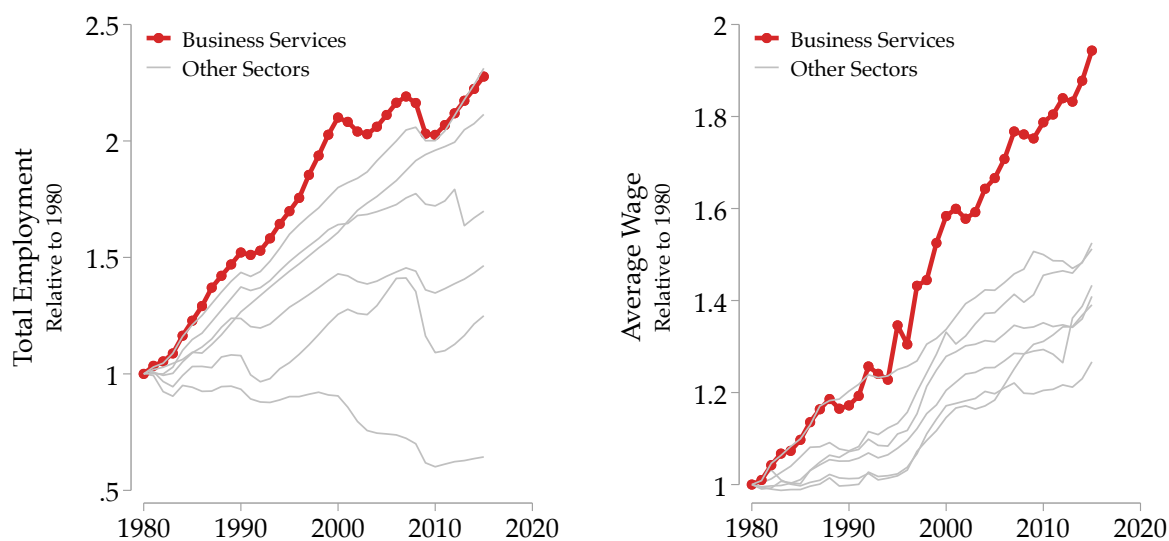 2.5
2
1.5
1
.5
Total Employment
Relative to 1980
Business Services
Other Sectors
1980 1990 2000 2010 2020
2
1.8
1.6
1.4
1.2
1
Average Wage
Relative to 1980
Business Services
Other Sectors
1980 1990 2000 2010 2020